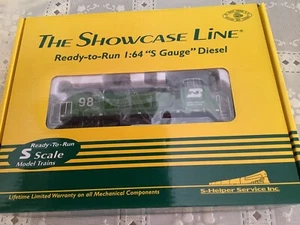 THE SHOWCASE LINE®
Ready-to-Run 1:64 "S Gauge" Diesel
98
Ready-To-Run
S Scale
Model Trains
Lifetime Limited Warranty on all Mechanical Components
S-Helper Service Inc.